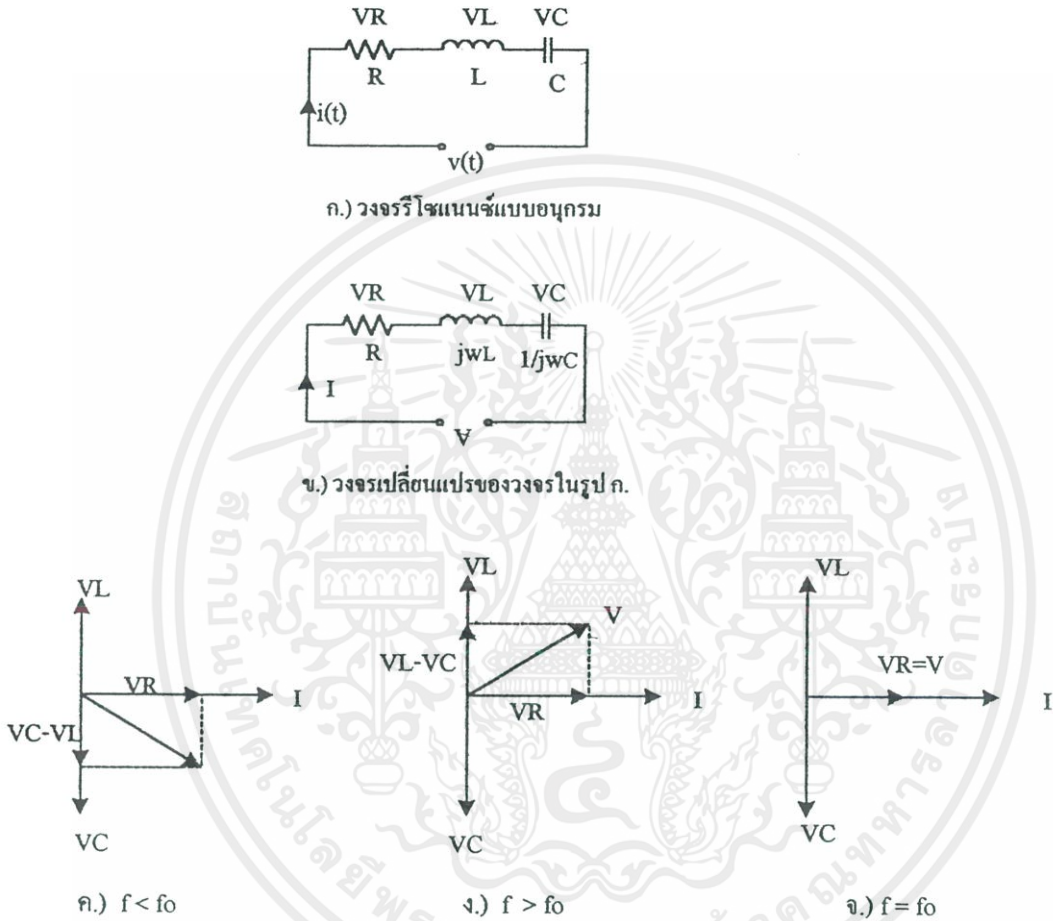 VR VL VC
R L C
i(t)
v(t)
ก.) วงจรรีโซแนนซ์แบบอนุกรม
VR VL VC
R jwL 1/jwC
I
V
ข.) วงจรเปลี่ยนแปรของวงจรในรูป ก.
VL
VR
I
VC-VL
VC
ค.) f < fo
VL
V
VL-VC
VR
I
VC
ง.) f > fo
VL
VR=V
I
VC
จ.) f = fo